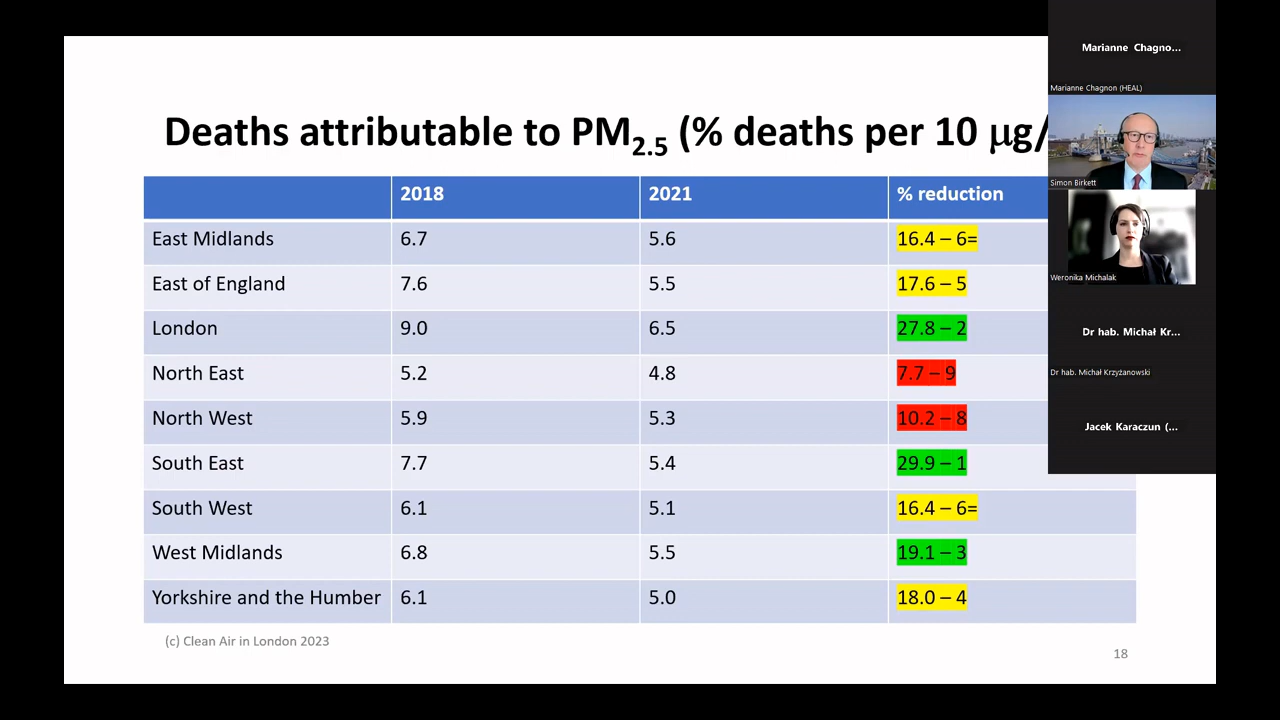 Deaths attributable to PM2.5 (% deaths per 10 μg/
2018 2021 % reduction
East Midlands 6.7 5.6 16.4 – 6=
East of England 7.6 5.5 17.6 – 5
London 9.0 6.5 27.8 – 2
North East 5.2 4.8 7.7 – 9
North West 5.9 5.3 10.2 – 8
South East 7.7 5.4 29.9 – 1
South West 6.1 5.1 16.4 – 6=
West Midlands 6.8 5.5 19.1 – 3
Yorkshire and the Humber 6.1 5.0 18.0 – 4
(c) Clean Air in London 2023
18
Marianne Chagno...
Marianne Chagnon (HEAL)
Simon Birkett
Weronika Michalak
Dr hab. Michał Kr...
Dr hab. Michał Krzyżanowski
Jacek Karaczun (...